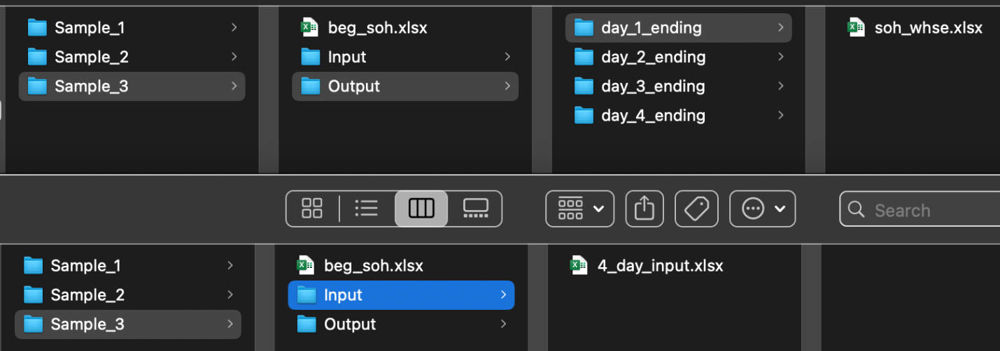 Sample_1
Sample_2
Sample_3
beg_soh.xlsx
Input
Output
day_1_ending
day_2_ending
day_3_ending
day_4_ending
soh_whse.xlsx
Search
Sample_1
Sample_2
Sample_3
beg_soh.xlsx
Input
Output
4_day_input.xlsx